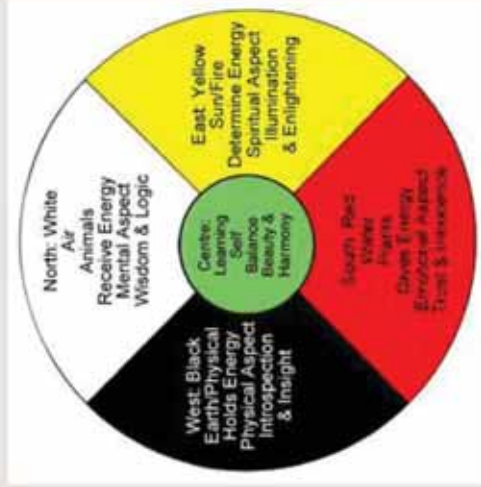 North: White
Air
Animals
Receive Energy
Mental Aspect
Wisdom & Logic
West: Black
Earth/Physical
Holds Energy
Physical Aspect
Introspection
& Insight
Centre:
Learning
Self
Balance
Beauty &
Harmony
East Yellow
Sun/Fire
Determine Energy
Spiritual Aspect
Illumination
& Enlightening
South Red
Water
Plants
Gives Energy
Emotional Aspect
Trust & Innocence